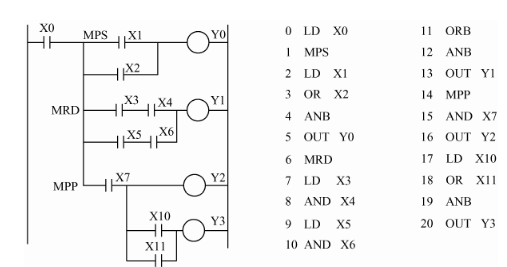 X0
MPS
X1
Y0
X2
MRD
X3
X4
Y1
X5
X6
MPP
X7
Y2
X10
Y3
X11
0 LD X0
1 MPS
2 LD X1
3 OR X2
4 ANB
5 OUT Y0
6 MRD
7 LD X3
8 AND X4
9 LD X5
10 AND X6
11 ORB
12 ANB
13 OUT Y1
14 MPP
15 AND X7
16 OUT Y2
17 LD X10
18 OR X11
19 ANB
20 OUT Y3